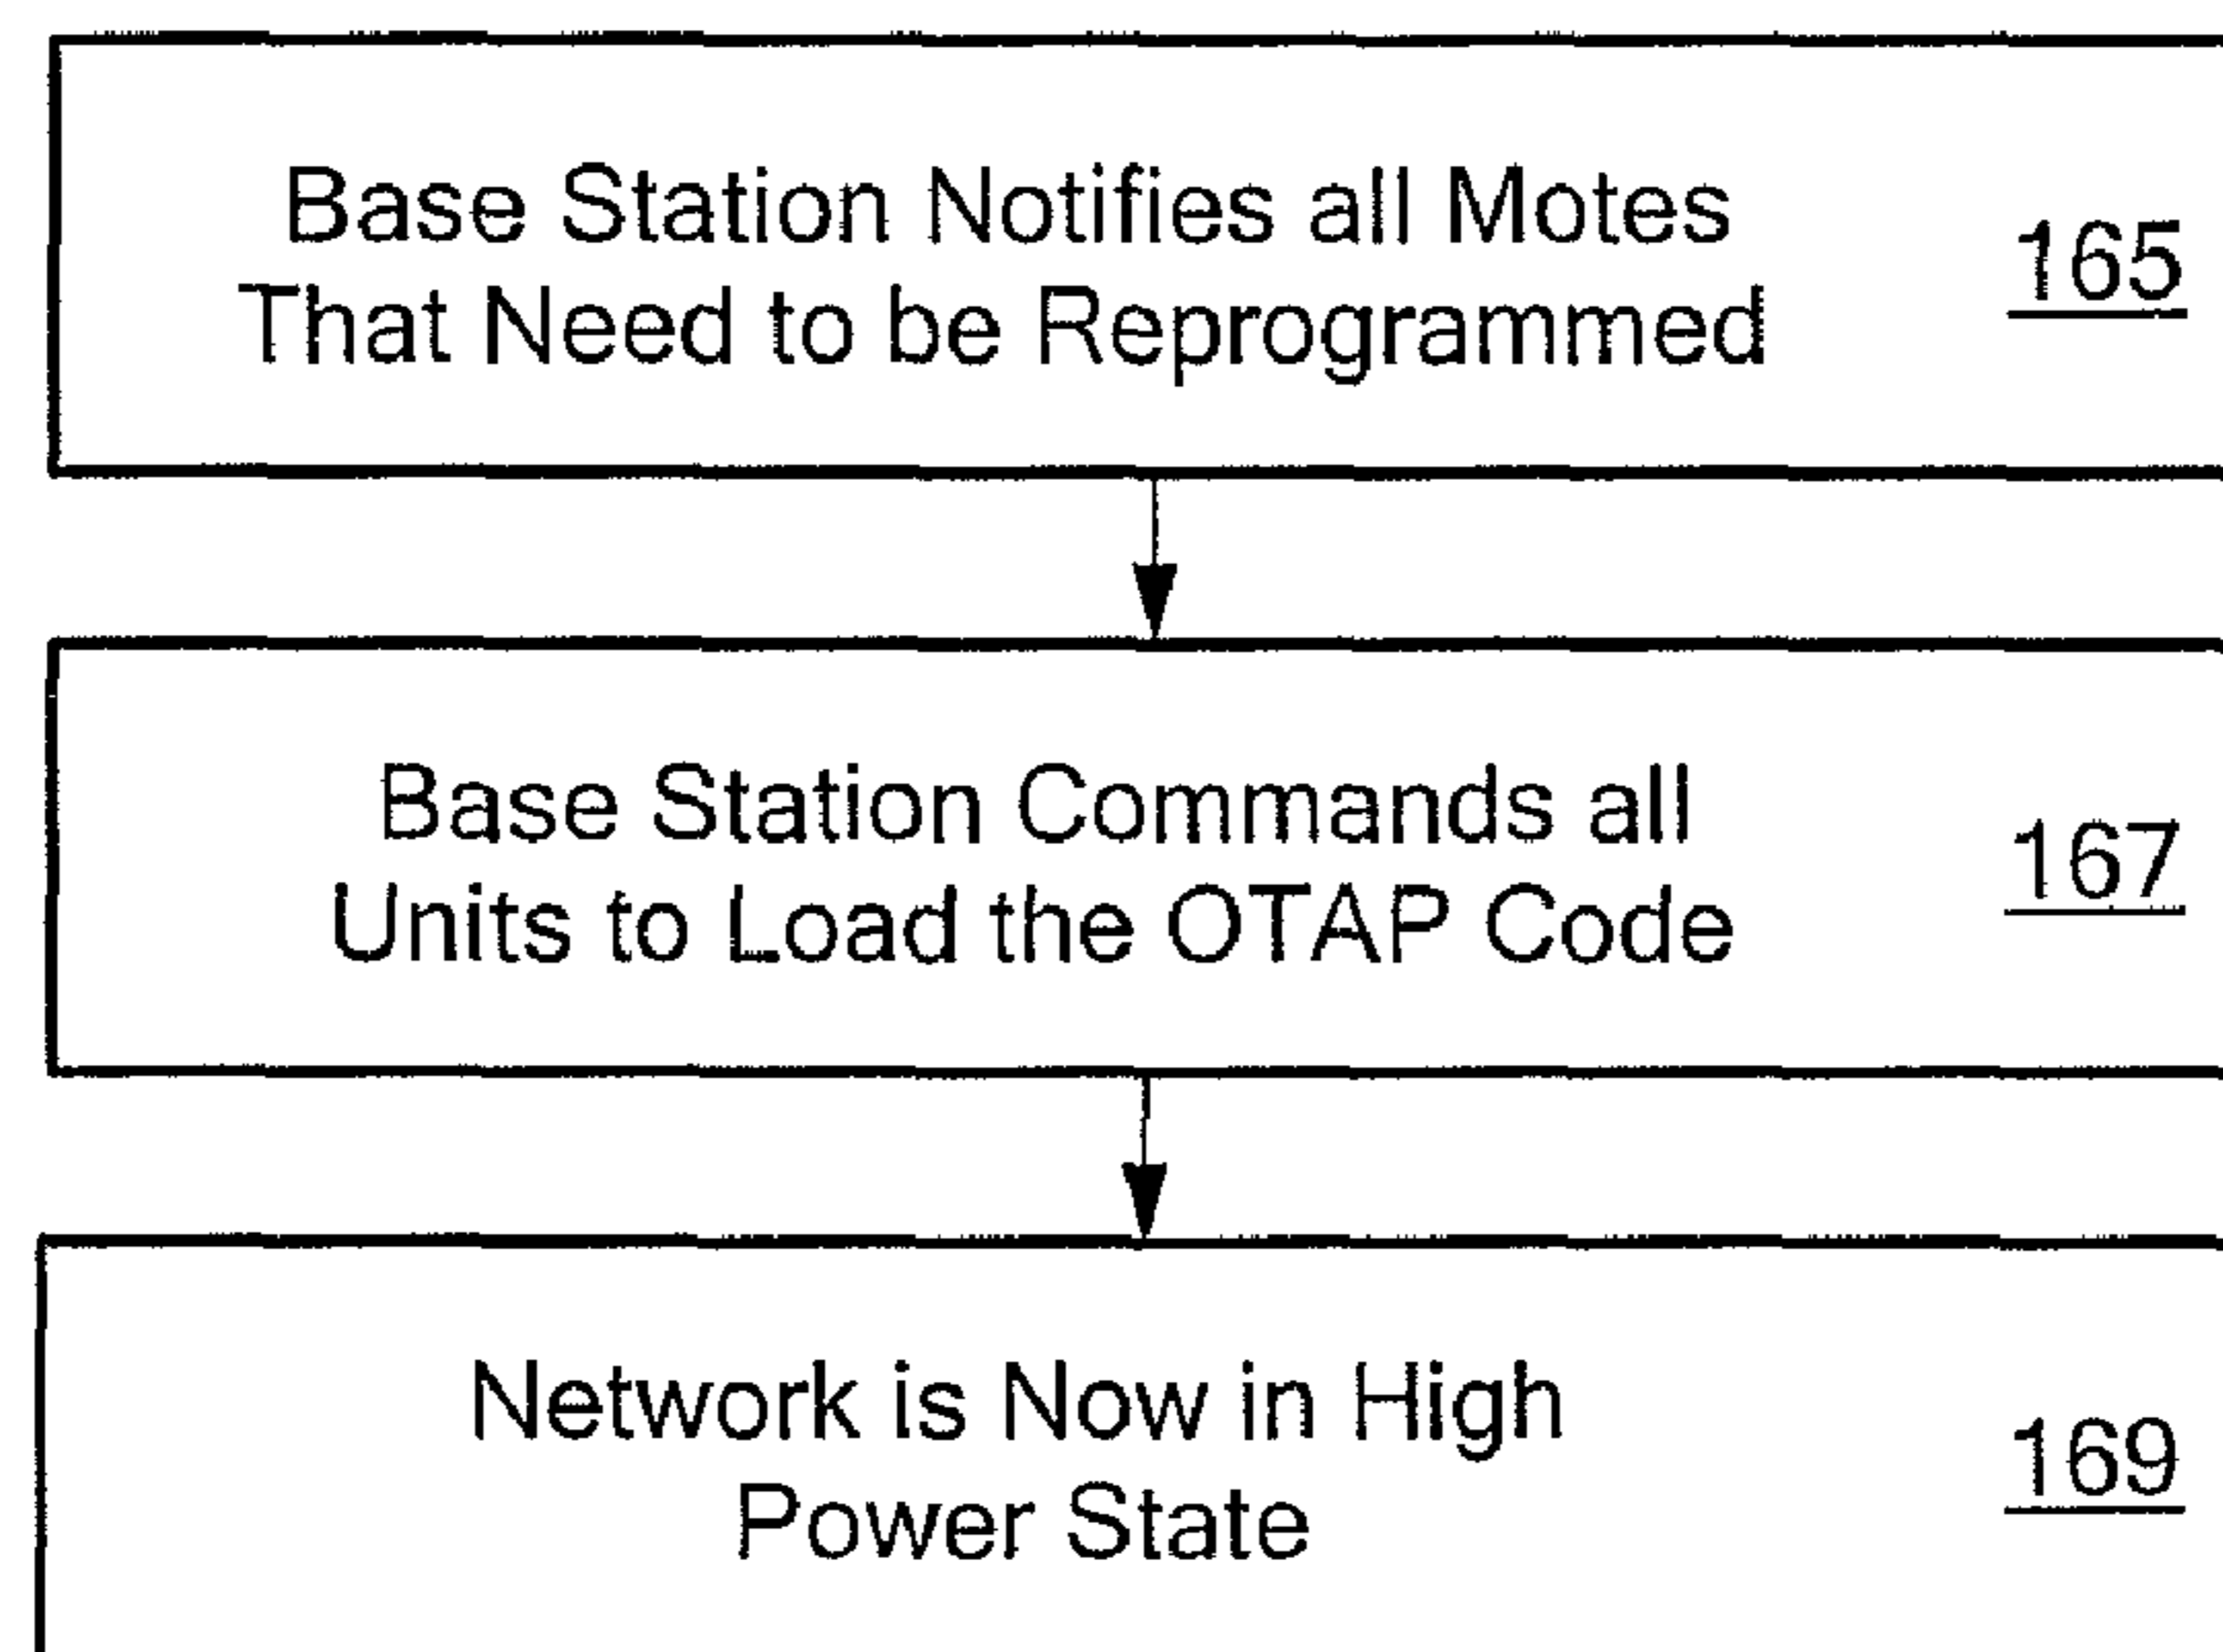 Base Station Notifies all Motes
That Need to be Reprogrammed
165
Base Station Commands all
Units to Load the OTAP Code
167
Network is Now in High
Power State
169